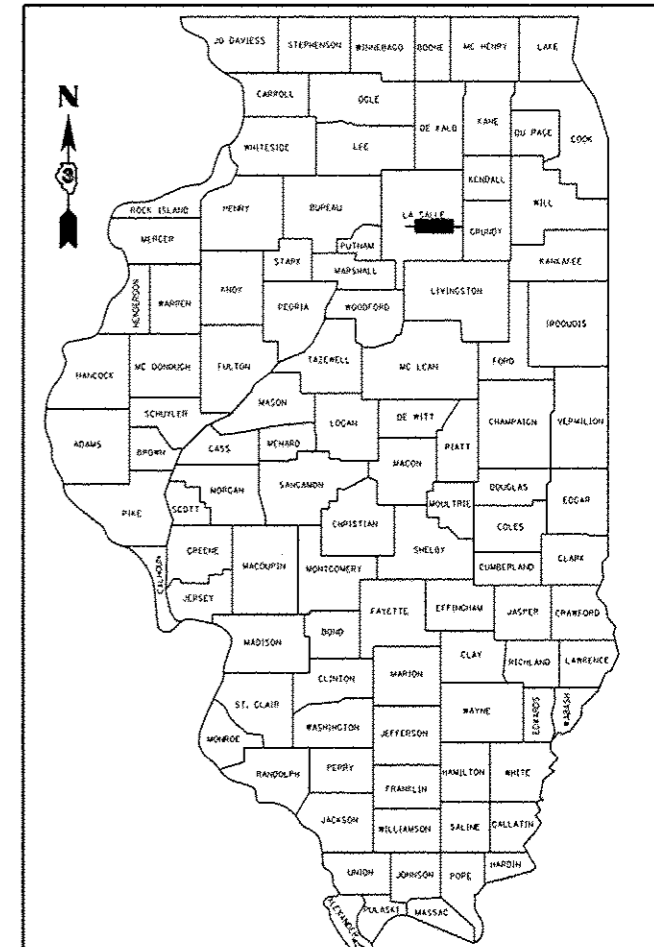 JO DAVIESS STEPHENSON WINNEBAGO BOONE MC HENRY LAKE
N
CARROLL OGLE DE KALB KANE DU PAGE COOK
3
WHITESIDE LEE
KENDALL WILL
ROCK ISLAND HENRY BUREAU LA SALLE GRUNDY
MERCER PUTNAM KANKAKEE
STARK MARSHALL
HENDERSON WARREN KNOX PEORIA WOODFORD LIVINGSTON IROQUOIS
HANCOCK MC DONOUGH FULTON TAZEWELL MC LEAN FORD
MASON
SCHUYLER LOGAN DE WITT CHAMPAIGN VERMILION
ADAMS BROWN CASS MENARD PIATT
MACON
MORGAN SANGAMON DOUGLAS
PIKE SCOTT CHRISTIAN MOULTRIE EDGAR
COLES
GREENE SHELBY
CALHOUN MACOUPIN MONTGOMERY CUMBERLAND CLARK
JERSEY
FAYETTE EFFINGHAM JASPER CRAWFORD
MADISON BOND
CLAY RICHLAND LAWRENCE
CLINTON MARION
ST. CLAIR WAYNE EDWARDS WABASH
WASHINGTON JEFFERSON
MONROE
RANDOLPH PERRY HAMILTON WHITE
FRANKLIN
JACKSON WILLIAMSON SALINE GALLATIN
UNION JOHNSON POPE HARDIN
ALEXANDER PULASKI MASSAC